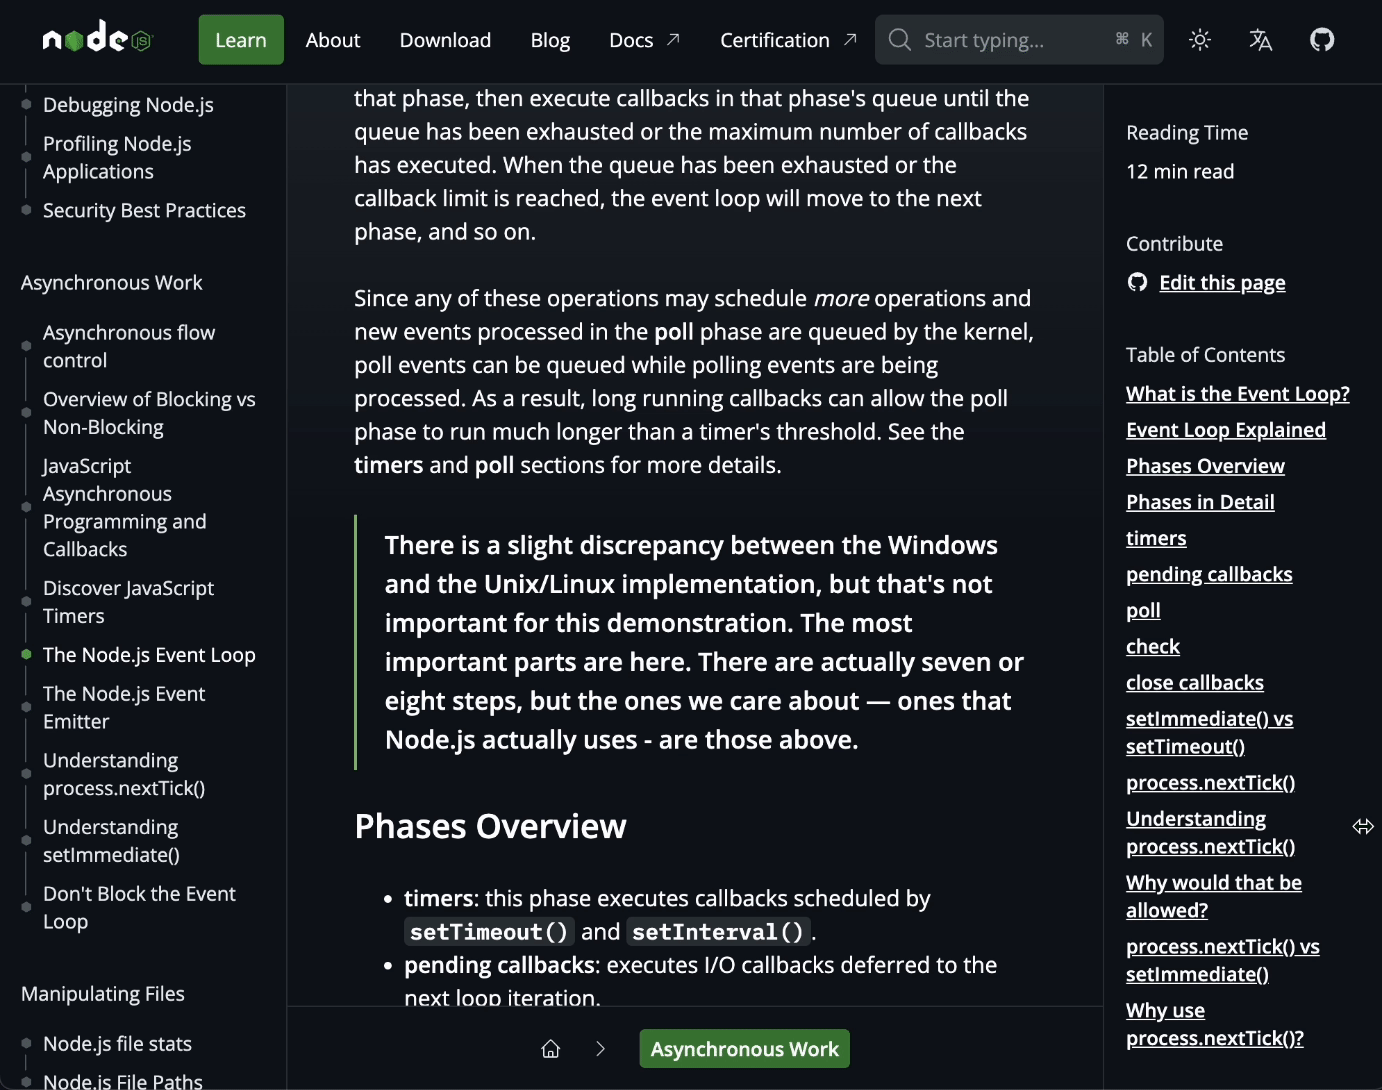 node JS
Learn
About
Download
Blog
Docs
Certification
Start typing...
⌘ K
Debugging Node.js
Profiling Node.js
Applications
Security Best Practices
Asynchronous Work
Asynchronous flow
control
Overview of Blocking vs
Non-Blocking
JavaScript
Asynchronous
Programming and
Callbacks
Discover JavaScript
Timers
The Node.js Event Loop
The Node.js Event
Emitter
Understanding
process.nextTick()
Understanding
setImmediate()
Don't Block the Event
Loop
Manipulating Files
Node.js file stats
Node.js File Paths
that phase, then execute callbacks in that phase's queue until the
queue has been exhausted or the maximum number of callbacks
has executed. When the queue has been exhausted or the
callback limit is reached, the event loop will move to the next
phase, and so on.
Since any of these operations may schedule more operations and
new events processed in the poll phase are queued by the kernel,
poll events can be queued while polling events are being
processed. As a result, long running callbacks can allow the poll
phase to run much longer than a timer's threshold. See the
timers and poll sections for more details.
There is a slight discrepancy between the Windows
and the Unix/Linux implementation, but that's not
important for this demonstration. The most
important parts are here. There are actually seven or
eight steps, but the ones we care about — ones that
Node.js actually uses - are those above.
Phases Overview
• timers: this phase executes callbacks scheduled by
setTimeout() and setInterval().
• pending callbacks: executes I/O callbacks deferred to the
next loop iteration.
Asynchronous Work
Reading Time
12 min read
Contribute
Edit this page
Table of Contents
What is the Event Loop?
Event Loop Explained
Phases Overview
Phases in Detail
timers
pending callbacks
poll
check
close callbacks
setImmediate() vs
setTimeout()
process.nextTick()
Understanding
process.nextTick()
Why would that be
allowed?
process.nextTick() vs
setImmediate()
Why use
process.nextTick()?